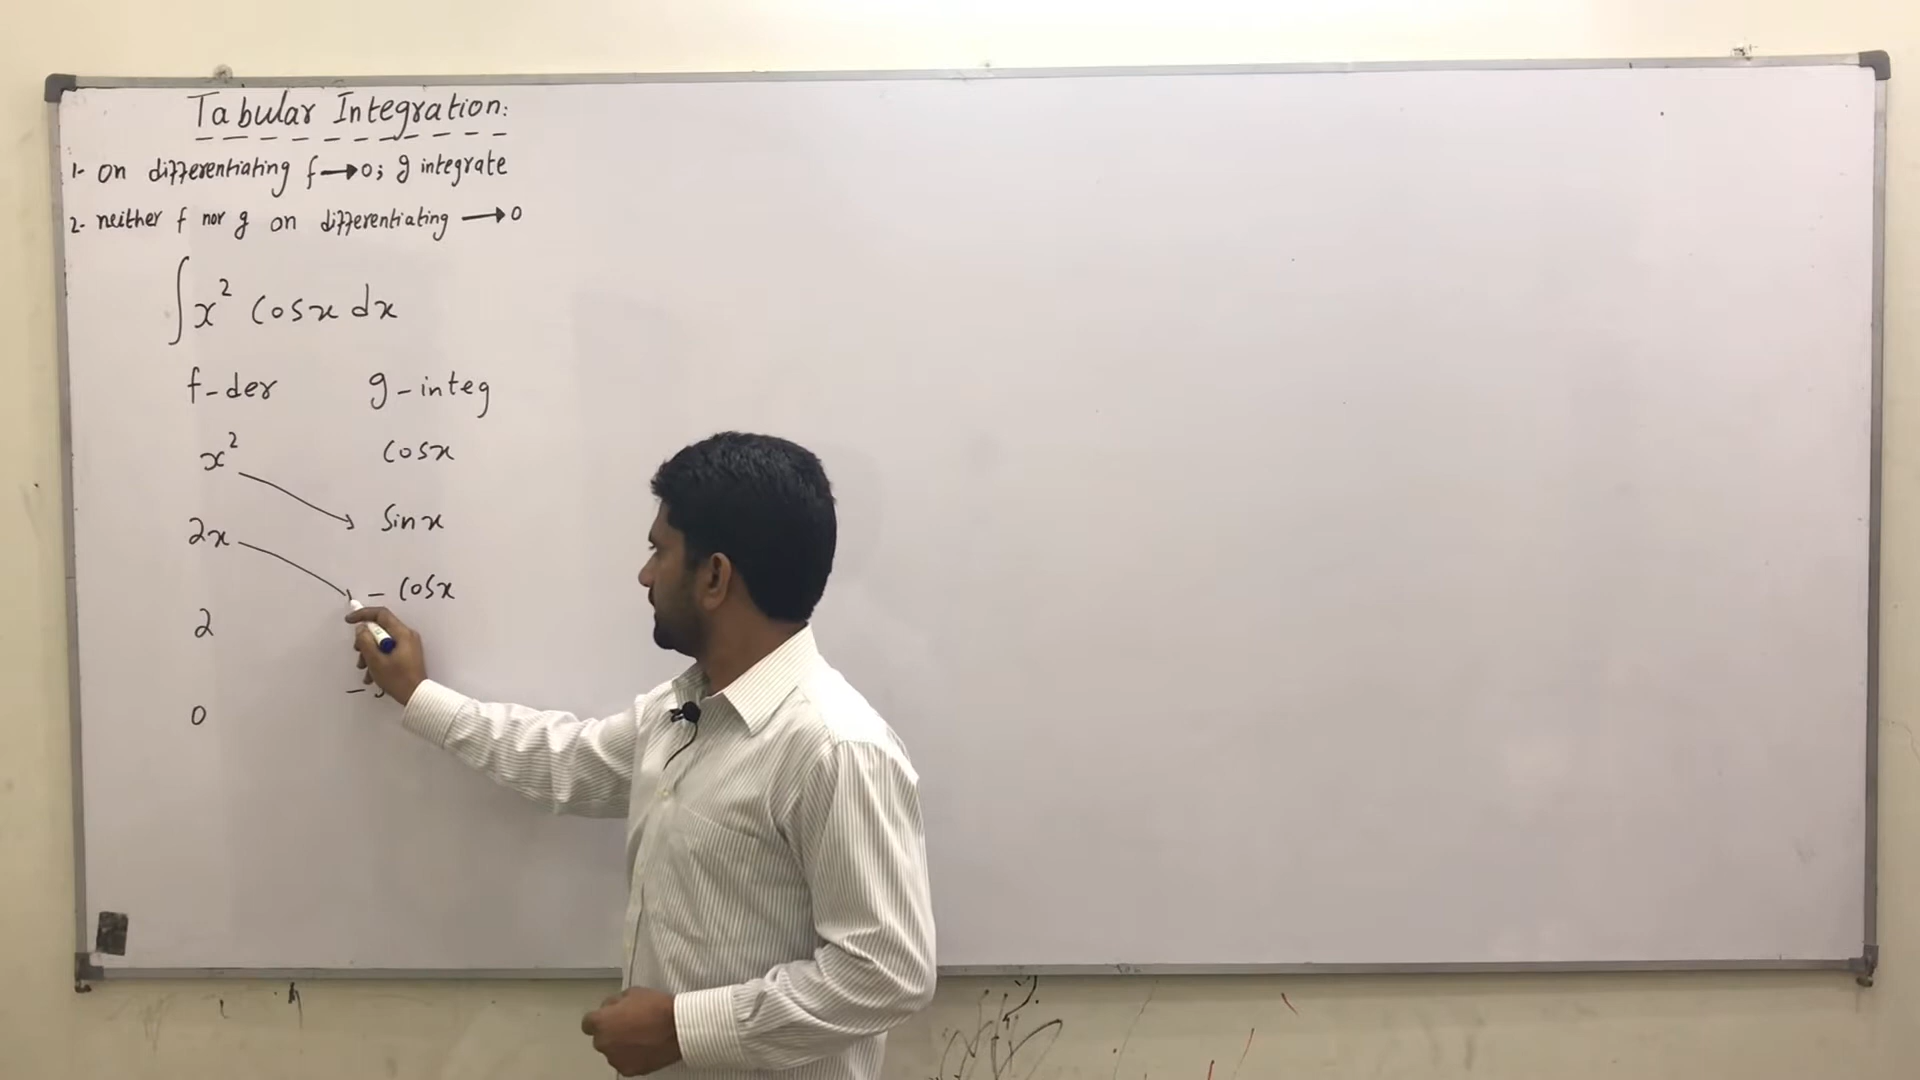 Tabular Integration:
1- on differentiating f→0; g integrate
2- neither f nor g on differentiating →0
∫x² cosx dx
f-der g-integ
x² cosx
2x sinx
2 - cosx
0 -